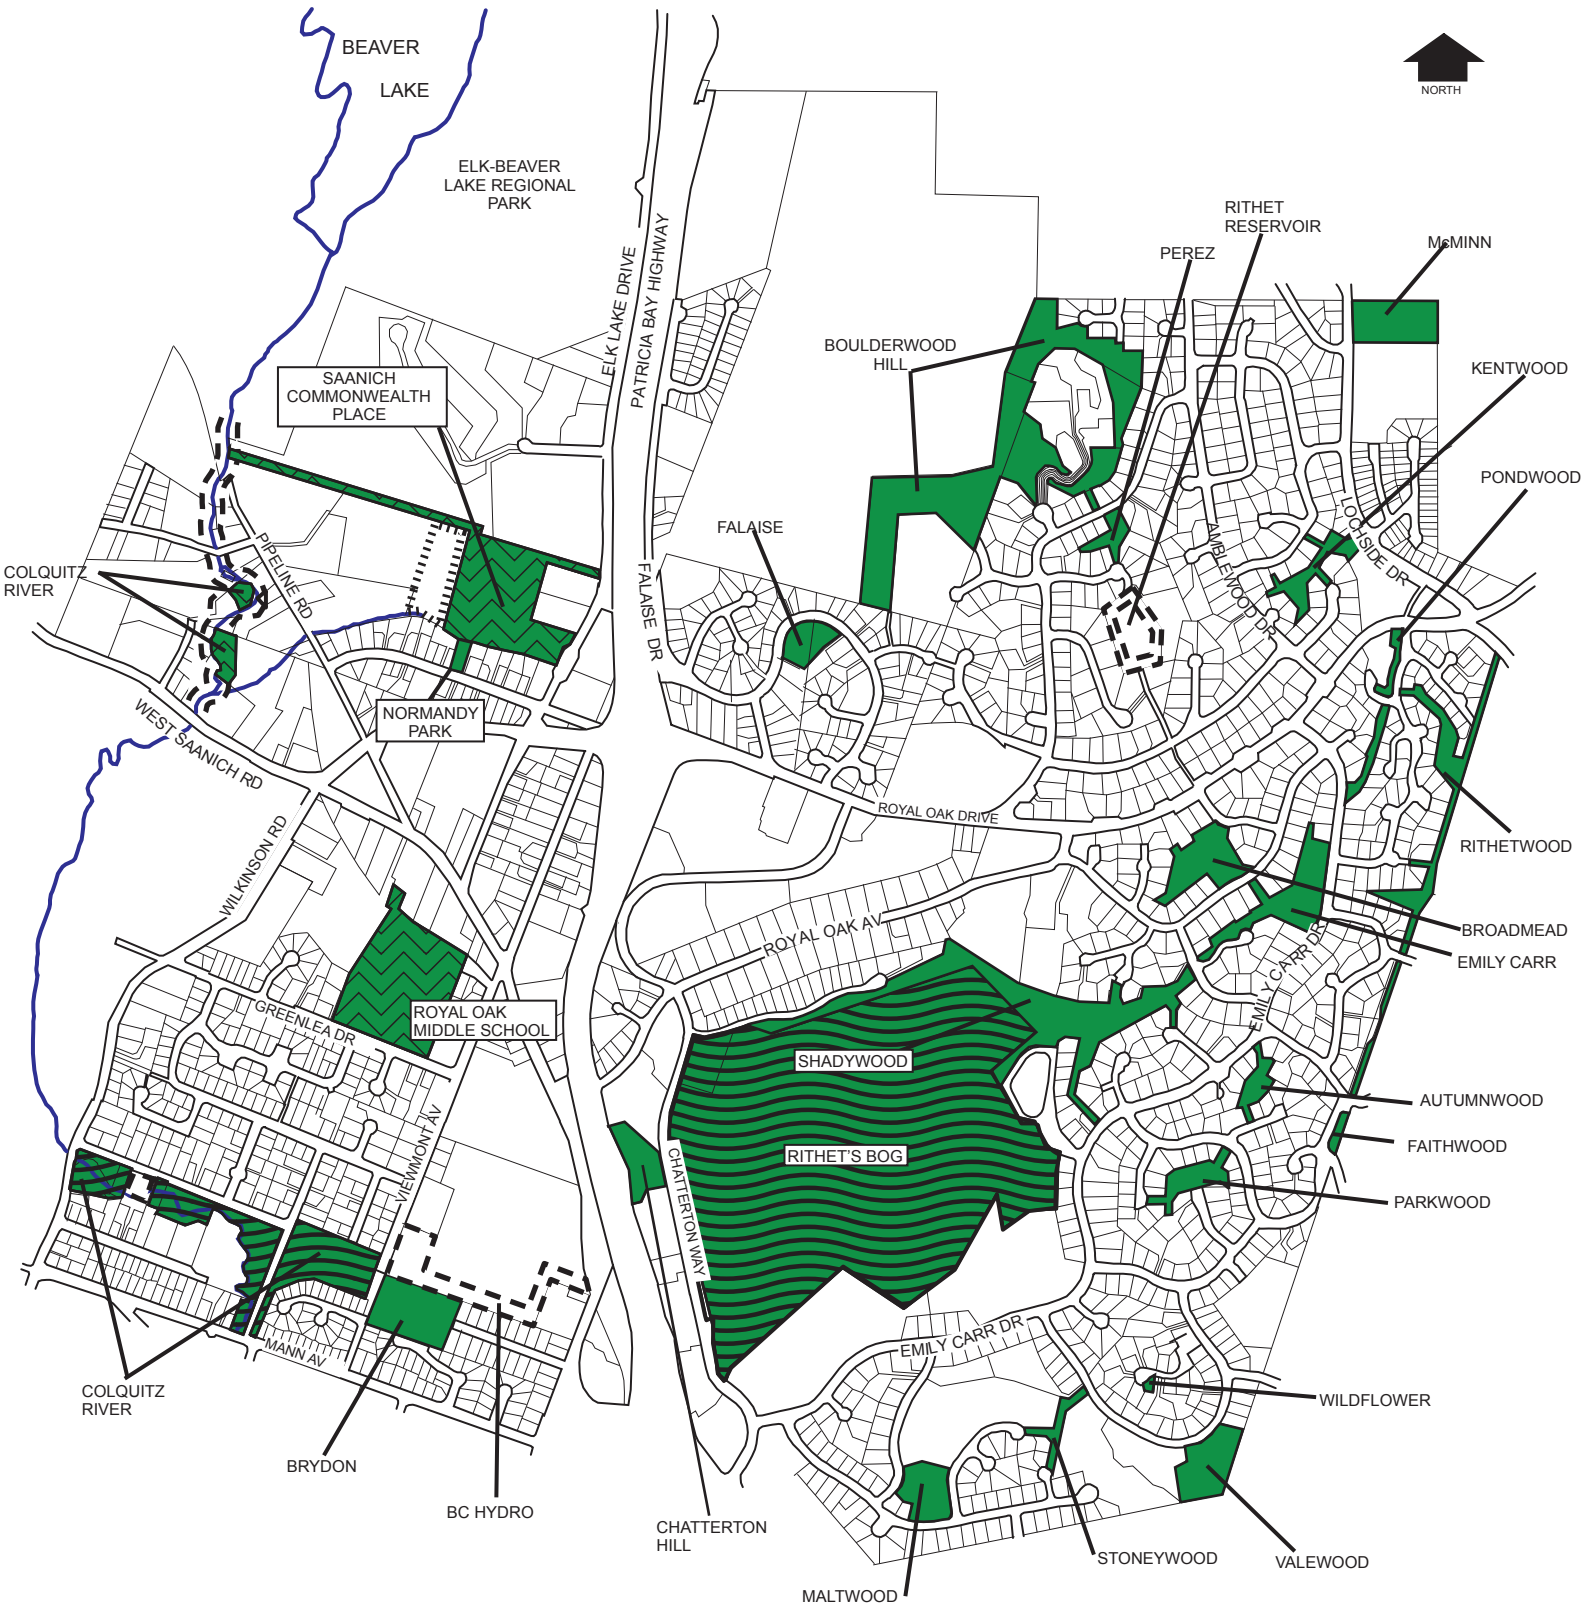 BEAVER
LAKE
NORTH
ELK-BEAVER
LAKE REGIONAL
PARK
RITHET
RESERVOIR
McMINN
PEREZ
ELK LAKE DRIVE
PATRICIA BAY HIGHWAY
BOULDERWOOD
HILL
KENTWOOD
SAANICH
COMMONWEALTH
PLACE
PONDWOOD
LOCHSIDE DR
FALAISE
AMBLEWOOD DR
PIPELINE RD
COLQUITZ
RIVER
FALAISE DR
NORMANDY
PARK
WEST SAANICH RD
ROYAL OAK DRIVE
WILKINSON RD
RITHETWOOD
ROYAL OAK AV
BROADMEAD
EMILY CARR
EMILY CARR DR
GREENLEA DR
ROYAL OAK
MIDDLE SCHOOL
SHADYWOOD
AUTUMNWOOD
FAITHWOOD
VIEWMONT AV
RITHET'S BOG
CHATTERTON WAY
PARKWOOD
EMILY CARR DR
MANN AV
COLQUITZ
RIVER
WILDFLOWER
BRYDON
BC HYDRO
CHATTERTON
HILL
STONEYWOOD
VALEWOOD
MALTWOOD